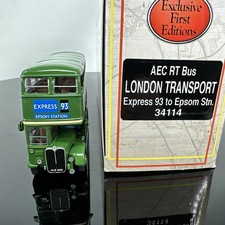 Exclusive
First
Editions
AEC RT Bus
LONDON TRANSPORT
Express 93 to Epsom Stn.
34114
EXPRESS 93
EPSOM STATION